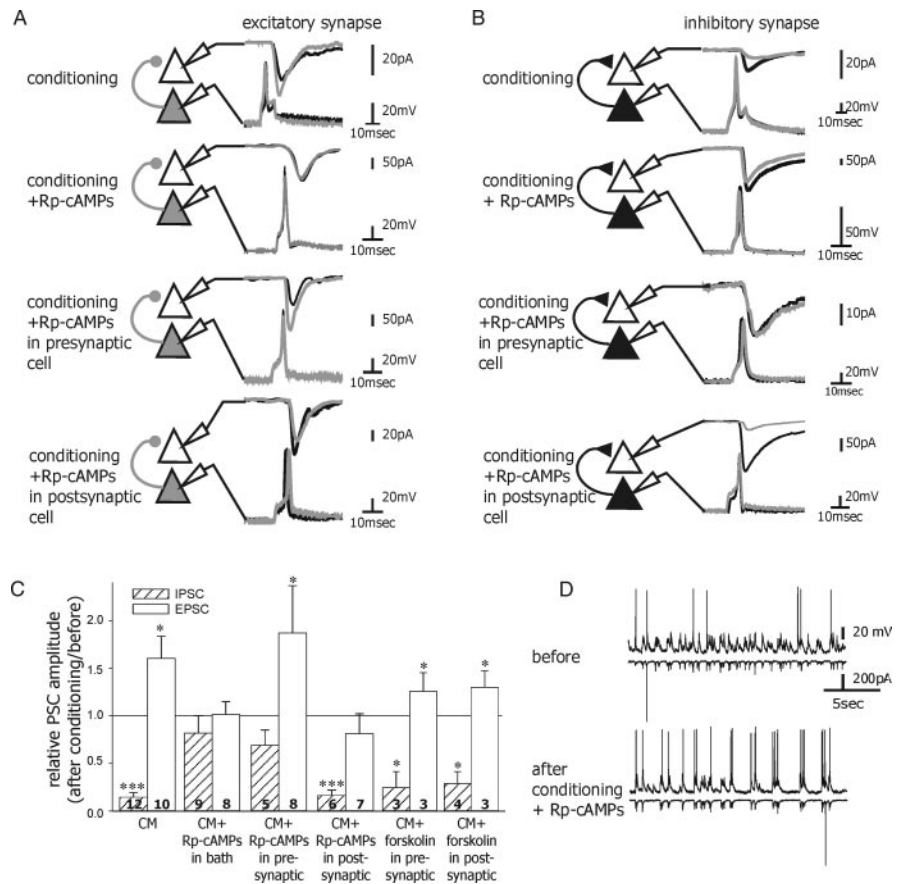 A
excitatory synapse
conditioning
20pA
20mV
10msec
conditioning
+Rp-cAMPs
50pA
20mV
10msec
conditioning
+Rp-cAMPs
in presynaptic
cell
50pA
20mV
10msec
conditioning
+Rp-cAMPs
in postsynaptic
cell
20pA
20mV
10msec
B
inhibitory synapse
conditioning
20pA
20mV
10msec
conditioning
+ Rp-cAMPs
50pA
50mV
10msec
conditioning
+Rp-cAMPs
in presynaptic
cell
10pA
20mV
10msec
conditioning
+Rp-cAMPs
in postsynaptic
cell
50pA
20mV
10msec
C
relative PSC amplitude
(after conditioning/before)
IPSC
EPSC
2.0
1.5
1.0
0.5
0.0
***
*
*
***
*
*
*
*
12 10 9 8 5 8 6 7 3 3 4 3
CM
CM+
Rp-cAMPs
in bath
CM+
Rp-cAMPs
in pre-
synaptic
CM+
Rp-cAMPs
in post-
synaptic
CM+
forskolin
in pre-
synaptic
CM+
forskolin
in post-
synaptic
D
before
20 mV
200pA
5sec
after
conditioning
+ Rp-cAMPs